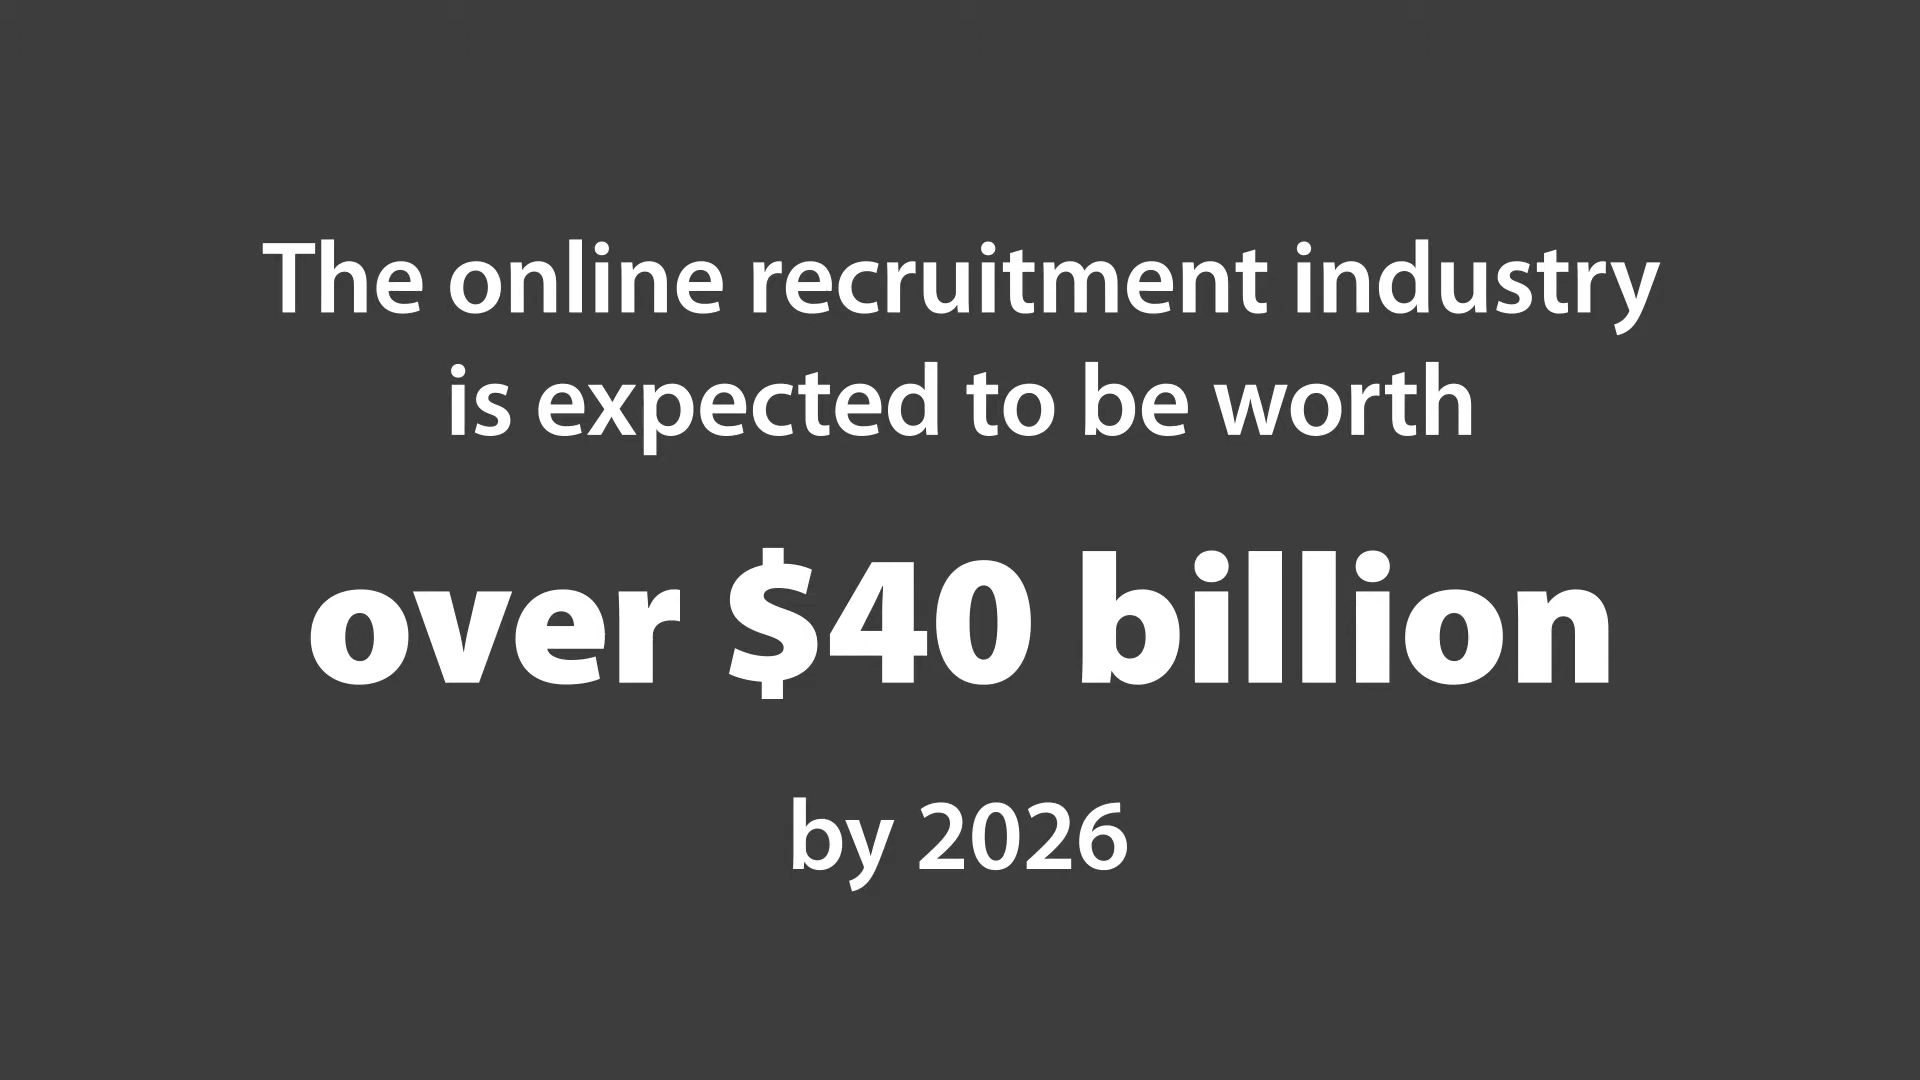 The online recruitment industry
is expected to be worth
over $40 billion
by 2026